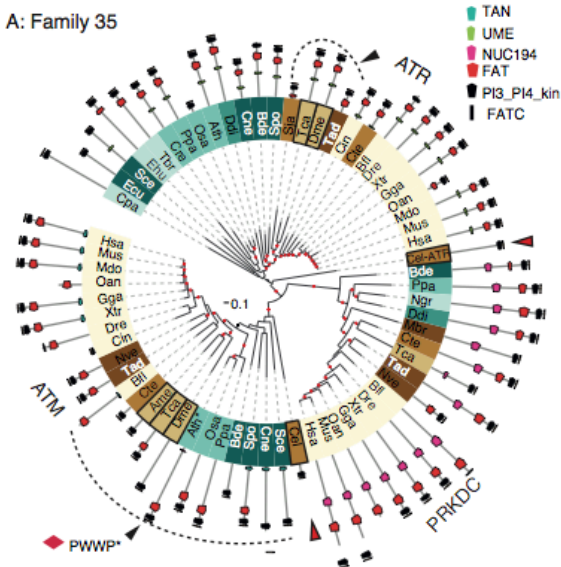 A: Family 35
TAN
UME
NUC194
FAT
PI3_PI4_kin
FATC
ATR
Cpa
Ecu
Sce
Ehu
Tbr
Cre
Ppa
Osa
Ath
Ddi
Cne
Bde
Spo
Sja
Tca
Dme
Tad
Cin
Cte
Bfl
Dre
Xtr
Gga
Oan
Mdo
Mus
Hsa
Cel-ATR
Bde
Ppa
Ngr
Ddi
Mbr
Cte
Tca
Tad
Nve
Bfl
Dre
Xtr
Gga
Oan
Mus
Hsa
PRKDC
Cel
Sce
Cne
Spo
Bde
Ppa
Osa
Ath*
Dme
Tca
Ame
Cte
Bfl
Tad
Nve
Cin
Dre
Xtr
Gga
Oan
Mdo
Mus
Hsa
ATM
0.1
PWWP*